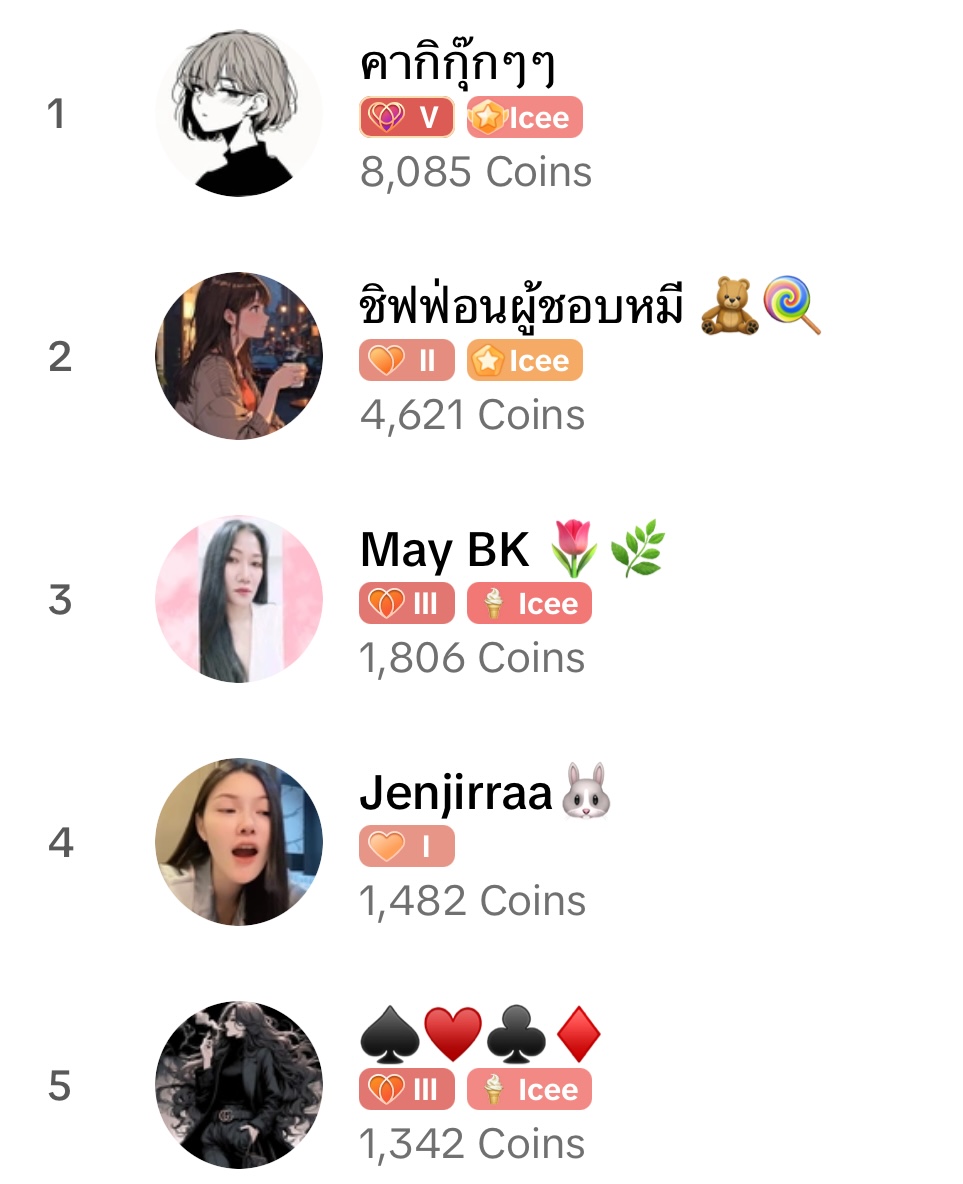 1
คากิกุ๊กๆๆ
V Icee
8,085 Coins
2
ชิฟฟ่อนผู้ชอบหมี 🧸🍭
II Icee
4,621 Coins
3
May BK 🌷🌿
III Icee
1,806 Coins
4
Jenjirraa🐰
I
1,482 Coins
5
♠️♥️♣️♦️
III Icee
1,342 Coins